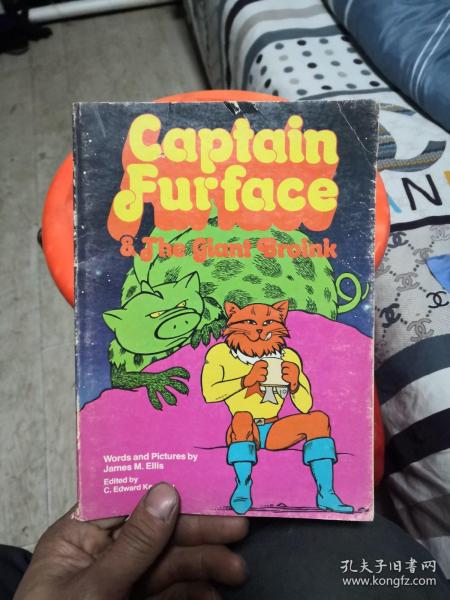 Captain
Furface
& The Giant Broink
Words and Pictures by
James M. Ellis
Edited by
C. Edward
孔夫子旧书网
www.kongfz.com